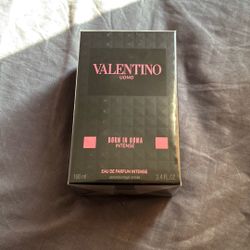 VALENTINO
UOMO
BORN IN ROMA
INTENSE
EAU DE PARFUM INTENSE
100 ml
3.4 FL.OZ